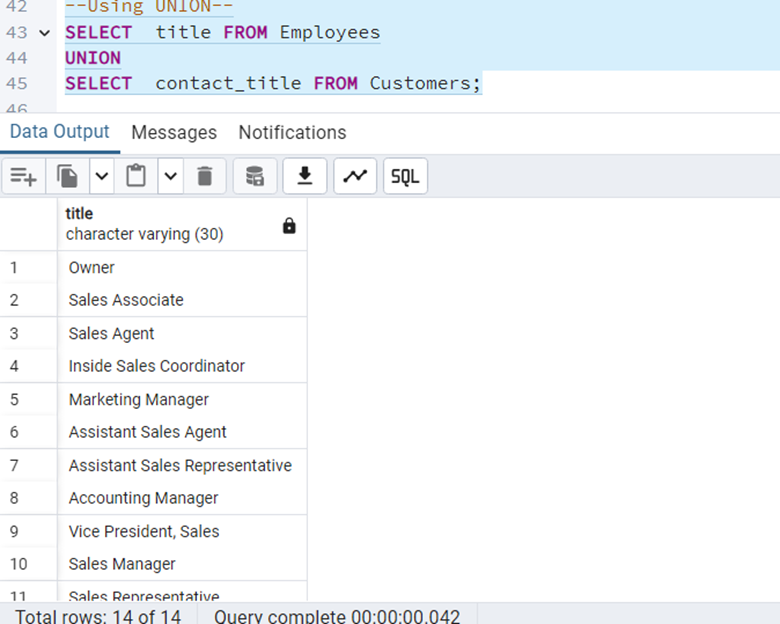 42 --Using UNION--
43 SELECT title FROM Employees
44 UNION
45 SELECT contact_title FROM Customers;
46
Data Output Messages Notifications
SQL
title
character varying (30)
1 Owner
2 Sales Associate
3 Sales Agent
4 Inside Sales Coordinator
5 Marketing Manager
6 Assistant Sales Agent
7 Assistant Sales Representative
8 Accounting Manager
9 Vice President, Sales
10 Sales Manager
11 Sales Representative
Total rows: 14 of 14 Query complete 00:00:00.042